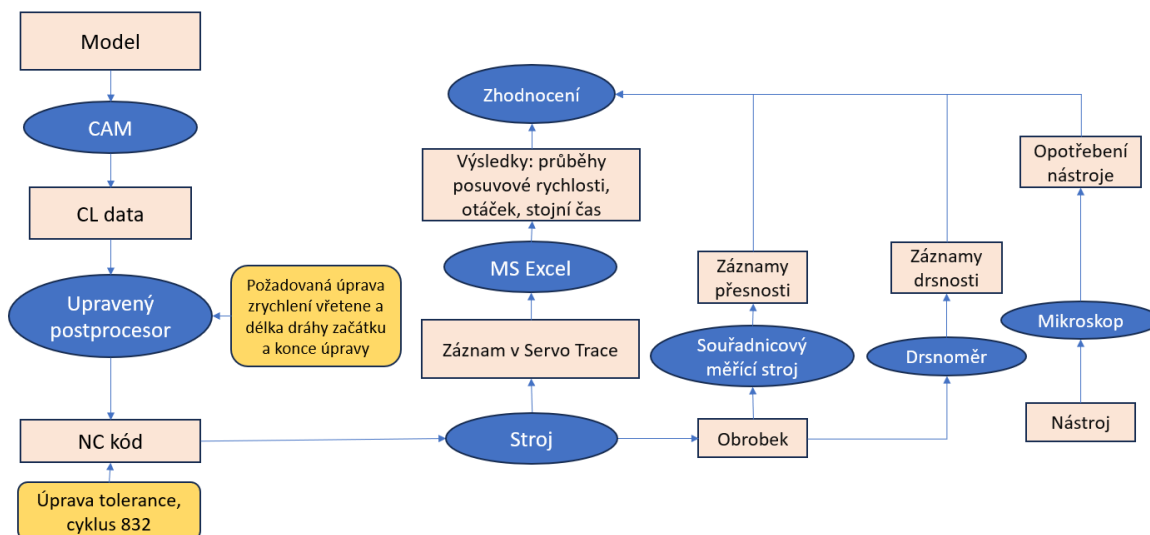 Model
CAM
CL data
Upravený
postprocesor
NC kód
Úprava tolerance,
cyklus 832
Požadovaná úprava
zrychlení vřetene a
délka dráhy začátku
a konce úpravy
Zhodnocení
Výsledky: průběhy
posuvové rychlosti,
otáček, stojní čas
MS Excel
Záznam v Servo Trace
Stroj
Záznamy
přesnosti
Souřadnicový
měřící stroj
Obrobek
Záznamy
drsnosti
Drsnoměr
Opotřebení
nástroje
Mikroskop
Nástroj